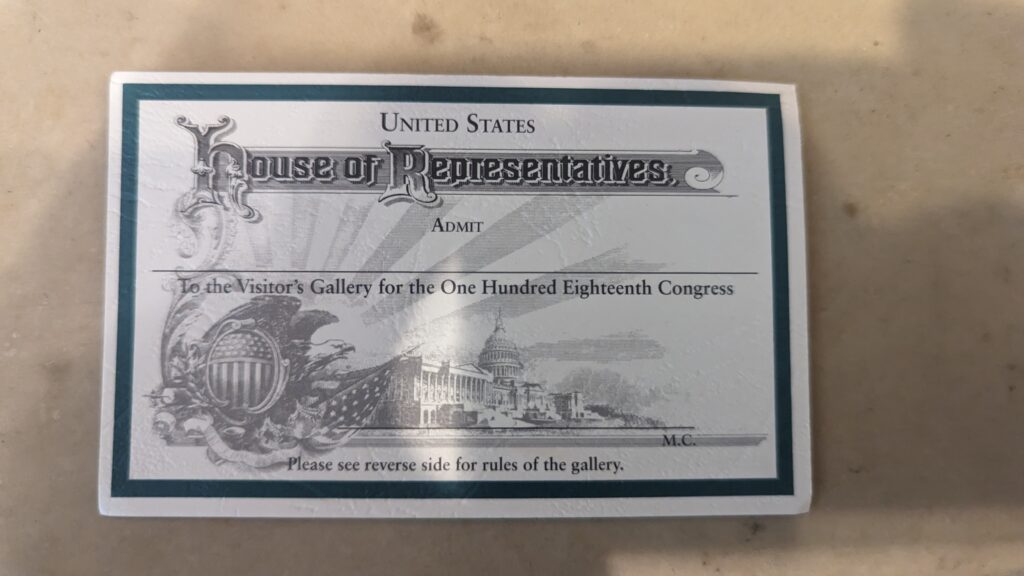 UNITED STATES
House of Representatives,
ADMIT
To the Visitor's Gallery for the One Hundred Eighteenth Congress
M.C.
Please see reverse side for rules of the gallery.